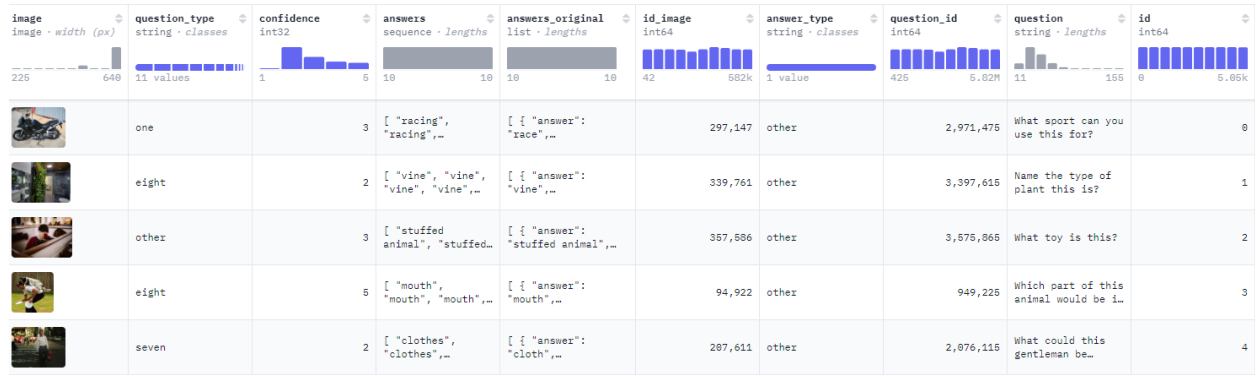 image question_type confidence answers answers_original id_image answer_type question_id question id
image · width (px) string · classes int32 sequence · lengths list · lengths int64 string · classes int64 string · lengths int64
225 640 11 values 1 5 10 10 10 10 42 582k 1 value 425 5.82M 11 155 0 5.05k
one 3 [ "racing", "racing",… [ { "answer": "race",… 297,147 other 2,971,475 What sport can you use this for? 0
eight 2 [ "vine", "vine", "vine", "vine",… [ { "answer": "vine",… 339,761 other 3,397,615 Name the type of plant this is? 1
other 3 [ "stuffed animal", "stuffed… [ { "answer": "stuffed animal",… 357,586 other 3,575,865 What toy is this? 2
eight 5 [ "mouth", "mouth", "mouth",… [ { "answer": "mouth",… 94,922 other 949,225 Which part of this animal would be i… 3
seven 2 [ "clothes", "clothes",… [ { "answer": "cloth",… 207,611 other 2,076,115 What could this gentleman be… 4